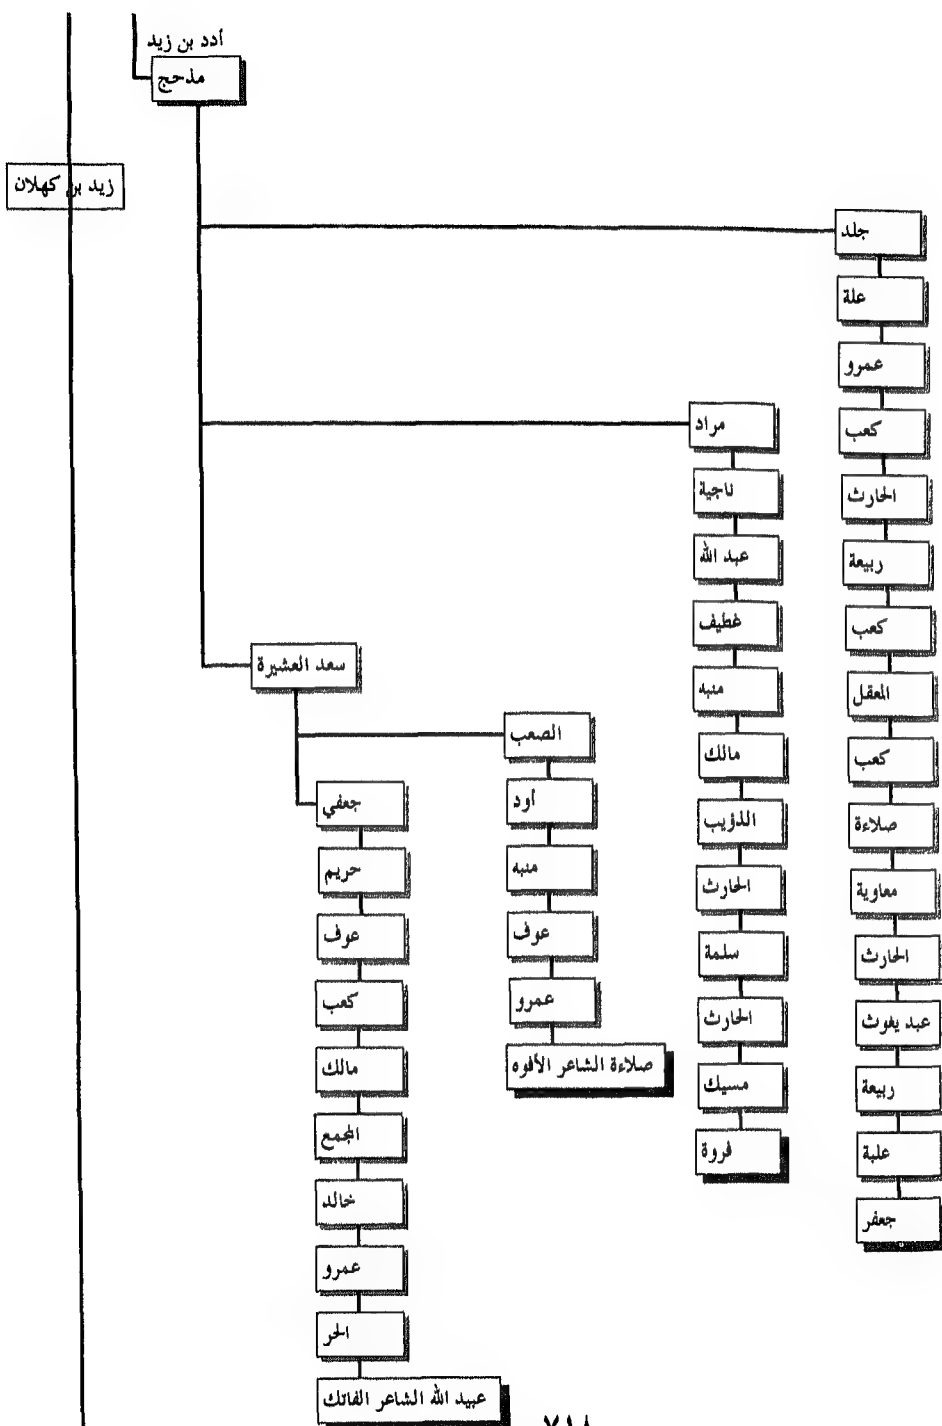 أدد بن زيد
مذحج
زيد بن كهلان
جلد
علة
عمرو
كعب
الحارث
ربيعة
كعب
المعقل
كعب
صلاءة
معاوية
الحارث
عبد يغوث
ربيعة
علبة
جعفر
مراد
ناجية
عبد الله
غطيف
منبه
مالك
الذؤيب
الحارث
سلمة
الحارث
مسيك
فروة
سعد العشيرة
الصعب
أود
منبه
عوف
عمرو
صلاءة الشاعر الأفوه
جعفي
حريم
عوف
كعب
مالك
المجمع
خالد
عمرو
الحر
عبيد الله الشاعر الفاتك